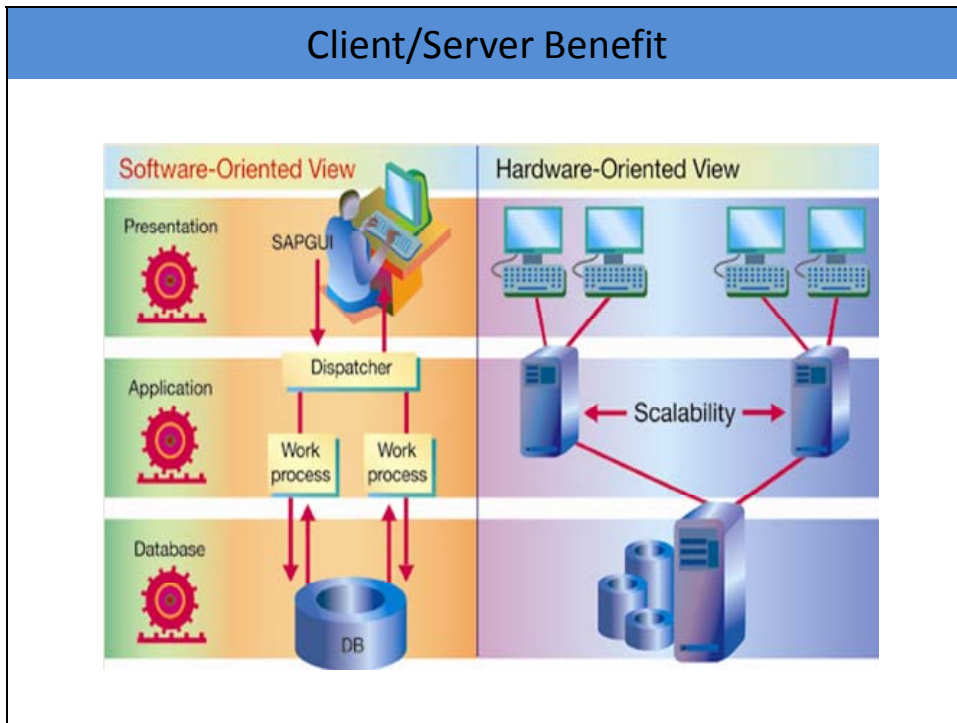 Client/Server Benefit
Software-Oriented View
Hardware-Oriented View
Presentation
SAPGUI
Dispatcher
Application
Scalability
Work
process
Work
process
Database
DB